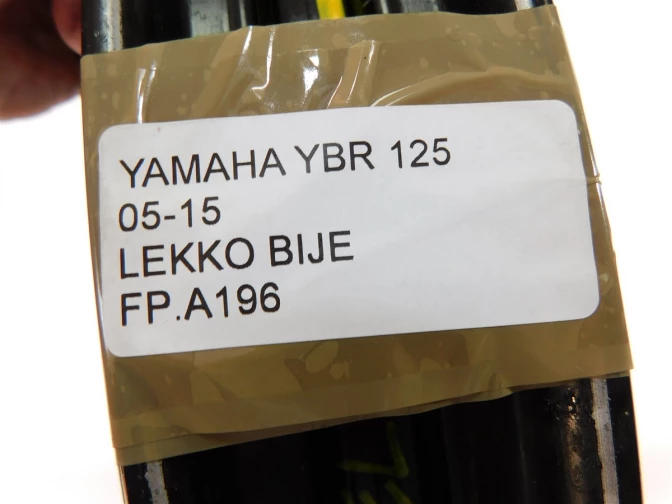 YAMAHA YBR 125
05-15
LEKKO BIJE
FP.A196